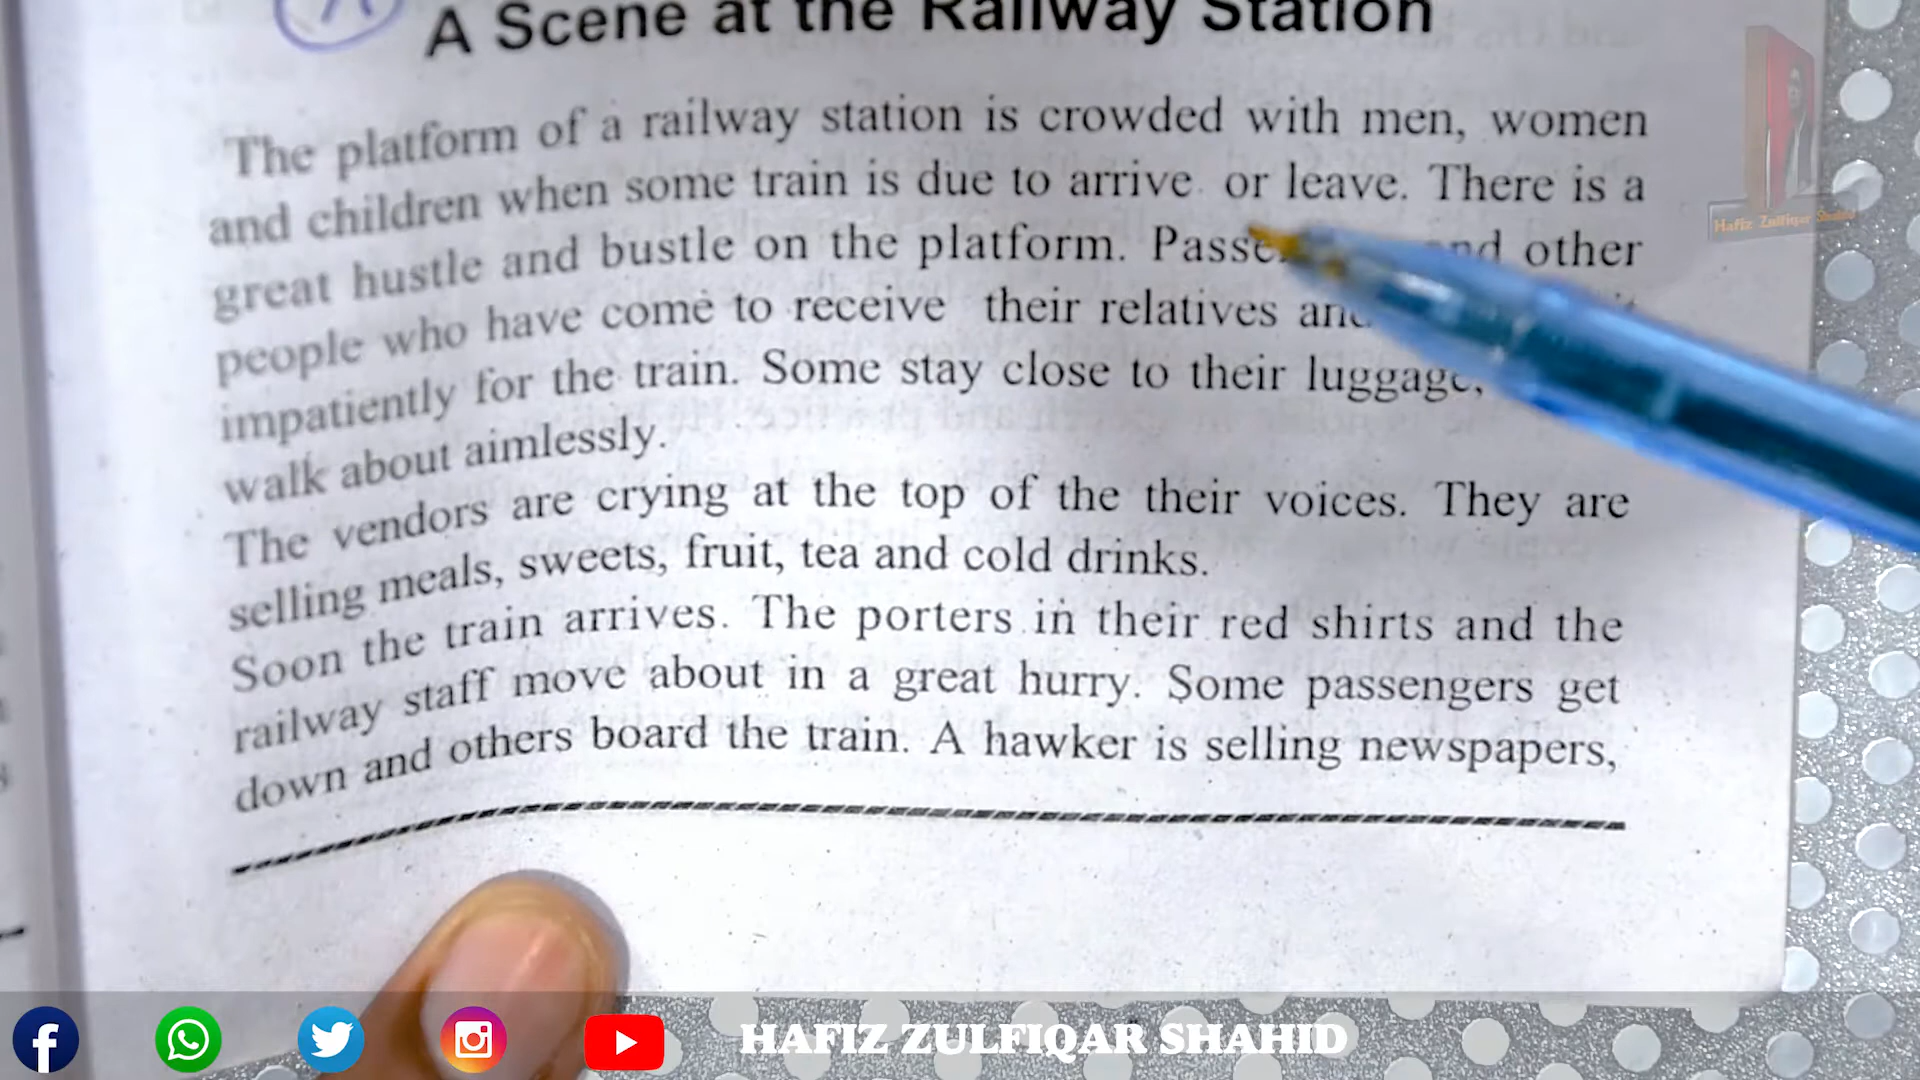 A Scene at the Railway Station
The platform of a railway station is crowded with men, women
and children when some train is due to arrive or leave. There is a
great hustle and bustle on the platform. and other
people who have come to receive their relatives
impatiently for the train. Some stay close to their luggage,
walk about aimlessly.
The vendors are crying at the top of the their voices. They are
selling meals, sweets, fruit, tea and cold drinks.
Soon the train arrives. The porters in their red shirts and the
railway staff move about in a great hurry. Some passengers get
down and others board the train. A hawker is selling newspapers,
Hafiz Zulfiqar Shahid
HAFIZ ZULFIQAR SHAHID